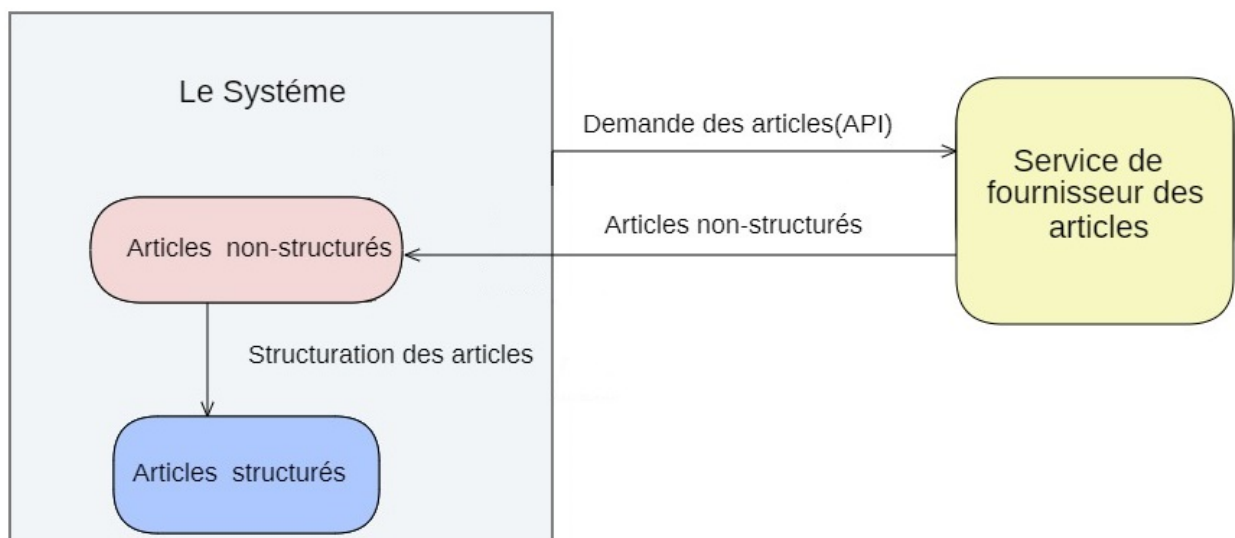 Le Systéme
Demande des articles(API)
Service de
fournisseur des
articles
Articles non-structurés
Articles non-structurés
Structuration des articles
Articles structurés